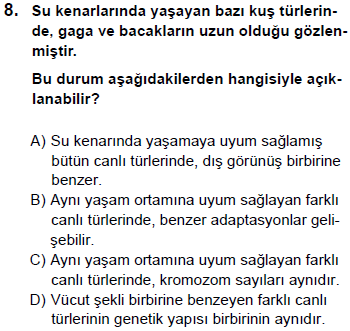 8. Su kenarlarında yaşayan bazı kuş türlerin-
de, gaga ve bacakların uzun olduğu gözlen-
miştir.
Bu durum aşağıdakilerden hangisiyle açık-
lanabilir?
A) Su kenarında yaşamaya uyum sağlamış
bütün canlı türlerinde, dış görünüş birbirine
benzer.
B) Aynı yaşam ortamına uyum sağlayan farklı
canlı türlerinde, benzer adaptasyonlar geli-
şebilir.
C) Aynı yaşam ortamına uyum sağlayan farklı
canlı türlerinde, kromozom sayıları aynıdır.
D) Vücut şekli birbirine benzeyen farklı canlı
türlerinin genetik yapısı birbirinin aynıdır.